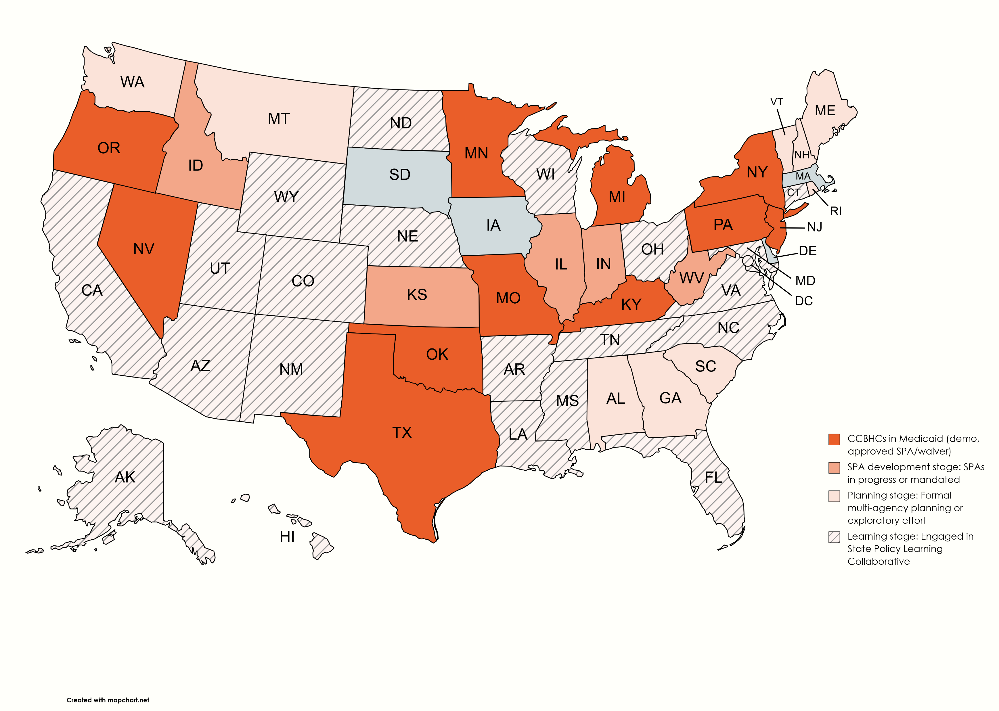 WA
MT
ND
MN
VT
ME
OR
ID
SD
WI
MI
NY
NH
MA
CT
RI
WY
NE
IA
PA
NJ
NV
UT
CO
IL
IN
OH
DE
CA
KS
MO
KY
WV
VA
MD
DC
AZ
NM
OK
AR
TN
NC
SC
TX
LA
MS
AL
GA
FL
AK
HI
CCBHCs in Medicaid (demo,
approved SPA/waiver)
SPA development stage: SPAs
in progress or mandated
Planning stage: Formal
multi-agency planning or
exploratory effort
Learning stage: Engaged in
State Policy Learning
Collaborative
Created with mapchart.net